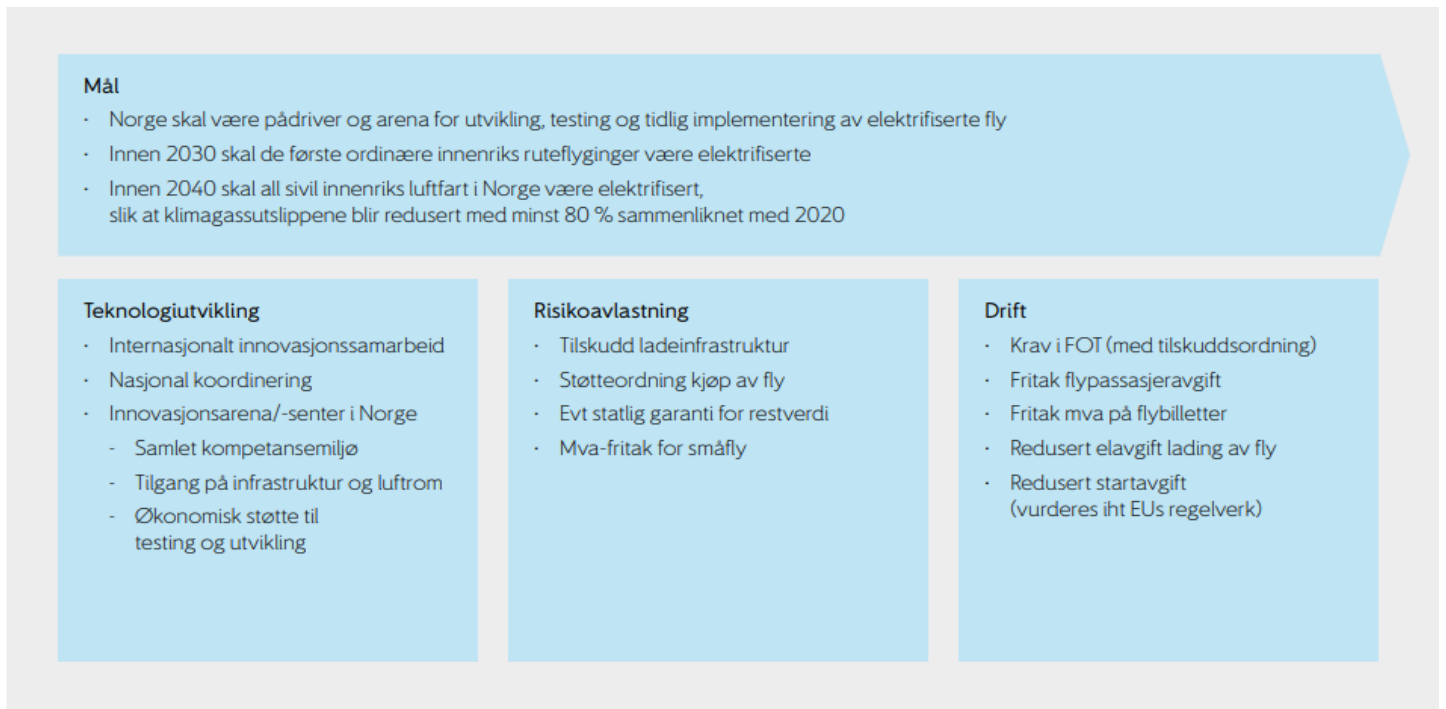 Mål
· Norge skal være pådriver og arena for utvikling, testing og tidlig implementering av elektrifiserte fly
· Innen 2030 skal de første ordinære innenriks ruteflyginger være elektrifiserte
· Innen 2040 skal all sivil innenriks luftfart i Norge være elektrifisert,
slik at klimagassutslippene blir redusert med minst 80 % sammenliknet med 2020
Teknologiutvikling
· Internasjonalt innovasjonssamarbeid
· Nasjonal koordinering
· Innovasjonsarena/-senter i Norge
- Samlet kompetansemiljø
- Tilgang på infrastruktur og luftrom
- Økonomisk støtte til
testing og utvikling
Risikoavlastning
· Tilskudd ladeinfrastruktur
· Støtteordning kjøp av fly
· Evt statlig garanti for restverdi
· Mva-fritak for småfly
Drift
· Krav i FOT (med tilskuddsordning)
· Fritak flypassasjeravgift
· Fritak mva på flybilletter
· Redusert elavgift lading av fly
· Redusert startavgift
(vurderes iht EUs regelverk)